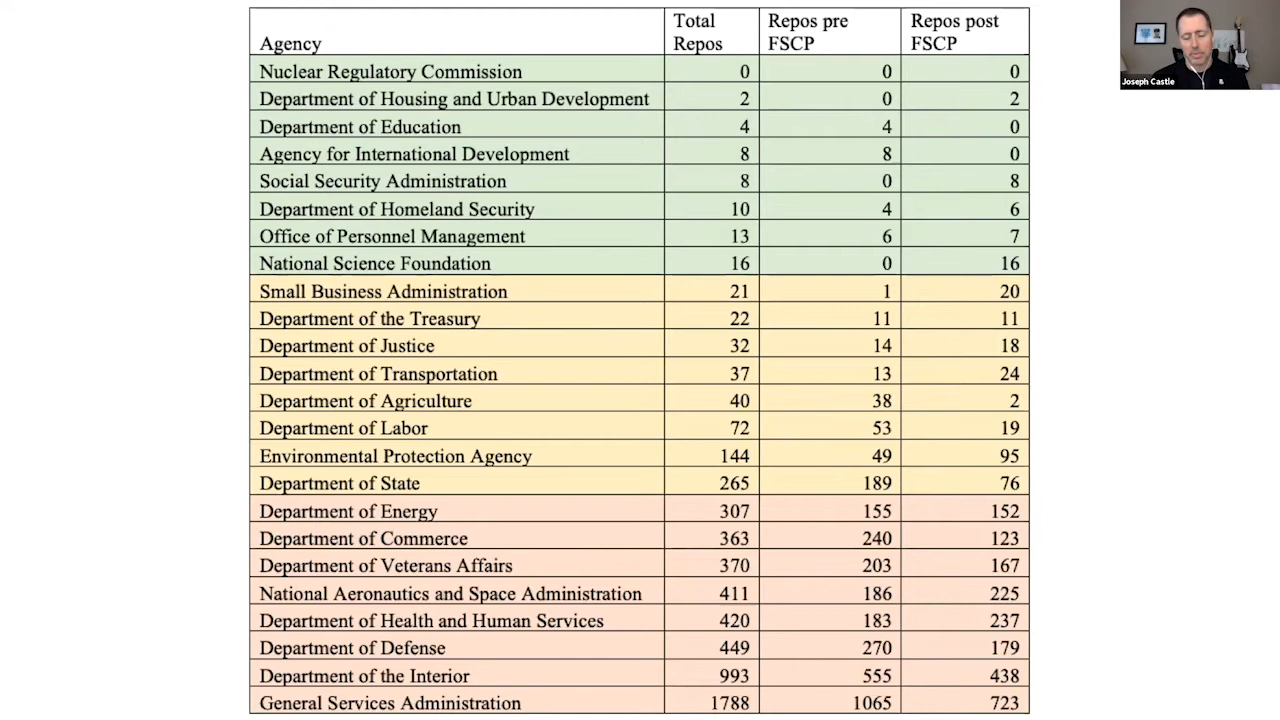 Agency Total Repos Repos pre FSCP Repos post FSCP
Nuclear Regulatory Commission 0 0 0
Department of Housing and Urban Development 2 0 2
Department of Education 4 4 0
Agency for International Development 8 8 0
Social Security Administration 8 0 8
Department of Homeland Security 10 4 6
Office of Personnel Management 13 6 7
National Science Foundation 16 0 16
Small Business Administration 21 1 20
Department of the Treasury 22 11 11
Department of Justice 32 14 18
Department of Transportation 37 13 24
Department of Agriculture 40 38 2
Department of Labor 72 53 19
Environmental Protection Agency 144 49 95
Department of State 265 189 76
Department of Energy 307 155 152
Department of Commerce 363 240 123
Department of Veterans Affairs 370 203 167
National Aeronautics and Space Administration 411 186 225
Department of Health and Human Services 420 183 237
Department of Defense 449 270 179
Department of the Interior 993 555 438
General Services Administration 1788 1065 723
Joseph Castle